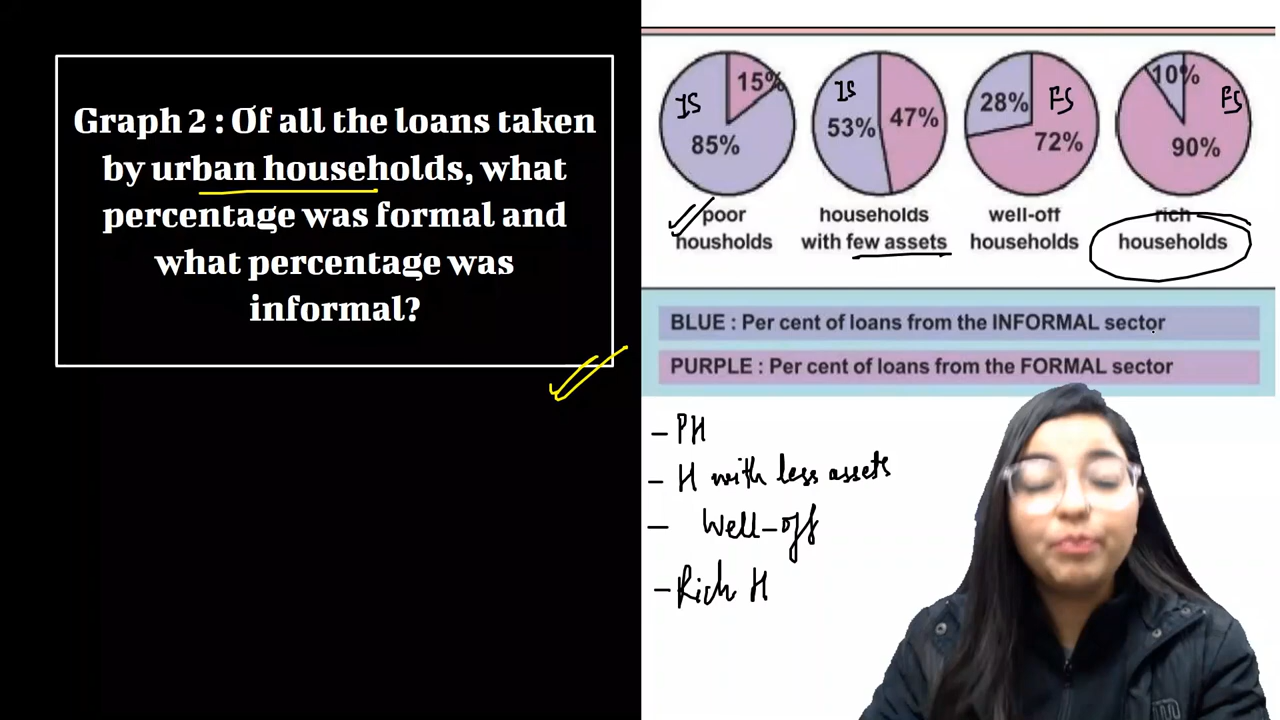 Graph 2 : Of all the loans taken
by urban households, what
percentage was formal and
what percentage was
informal?
IS
15%
85%
IS
53%
47%
28%
FS
72%
10%
FS
90%
poor
housholds
households
with few assets
well-off
households
rich
households
BLUE : Per cent of loans from the INFORMAL sector
PURPLE : Per cent of loans from the FORMAL sector
– PH
– H with less assets
– Well-off
– Rich H